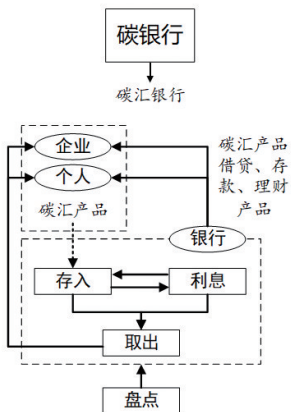 碳银行
碳汇银行
企业
个人
碳汇产品
碳汇产品
借贷、存
款、理财
产品
银行
存入
利息
取出
盘点